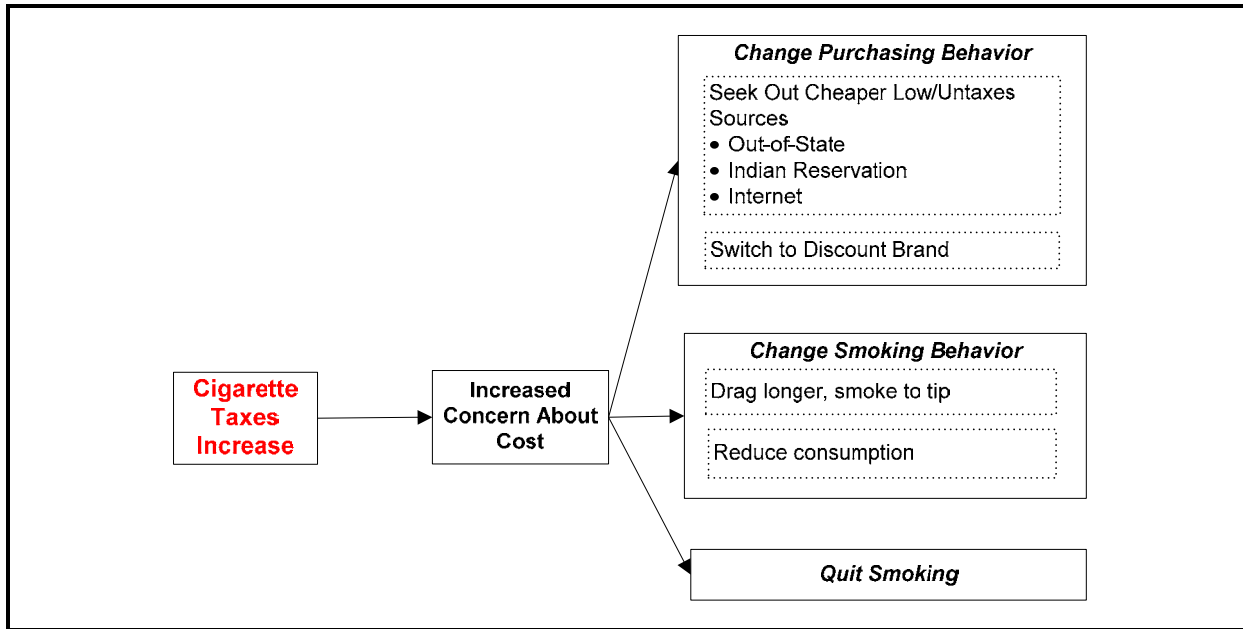 Change Purchasing Behavior
Seek Out Cheaper Low/Untaxes
Sources
• Out-of-State
• Indian Reservation
• Internet
Switch to Discount Brand
Cigarette
Taxes
Increase
Increased
Concern About
Cost
Change Smoking Behavior
Drag longer, smoke to tip
Reduce consumption
Quit Smoking